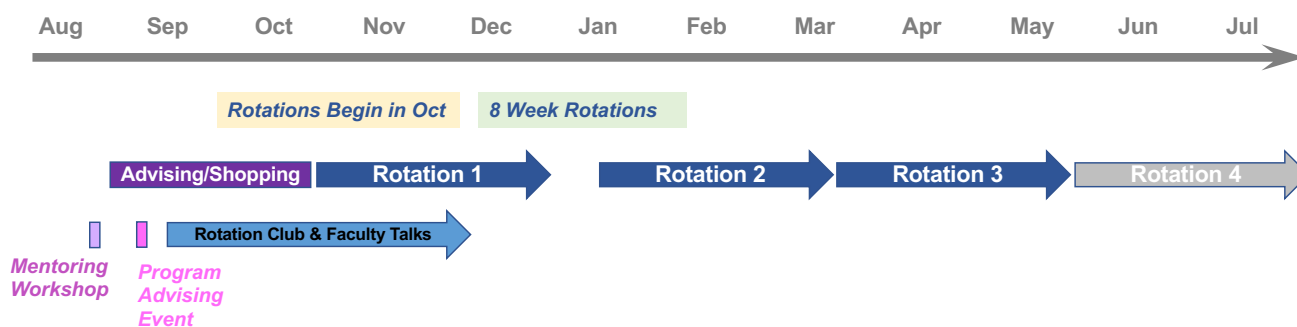 Aug Sep Oct Nov Dec Jan Feb Mar Apr May Jun Jul
Rotations Begin in Oct
8 Week Rotations
Advising/Shopping
Rotation 1
Rotation 2
Rotation 3
Rotation 4
Rotation Club & Faculty Talks
Mentoring
Workshop
Program
Advising
Event